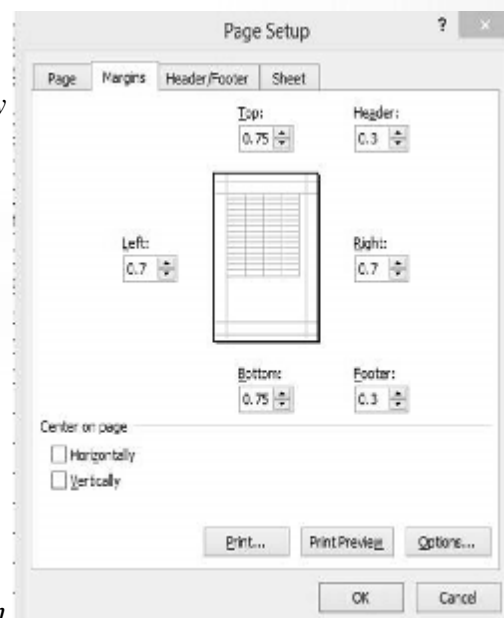 Page Setup ? ×
Page Margins Header/Footer Sheet
Top: Header:
0.75 0.3
Left: Right:
0.7 0.7
Bottom: Footer:
0.75 0.3
Center on page
Horizontally
Vertically
Print... Print Preview Options...
OK Cancel